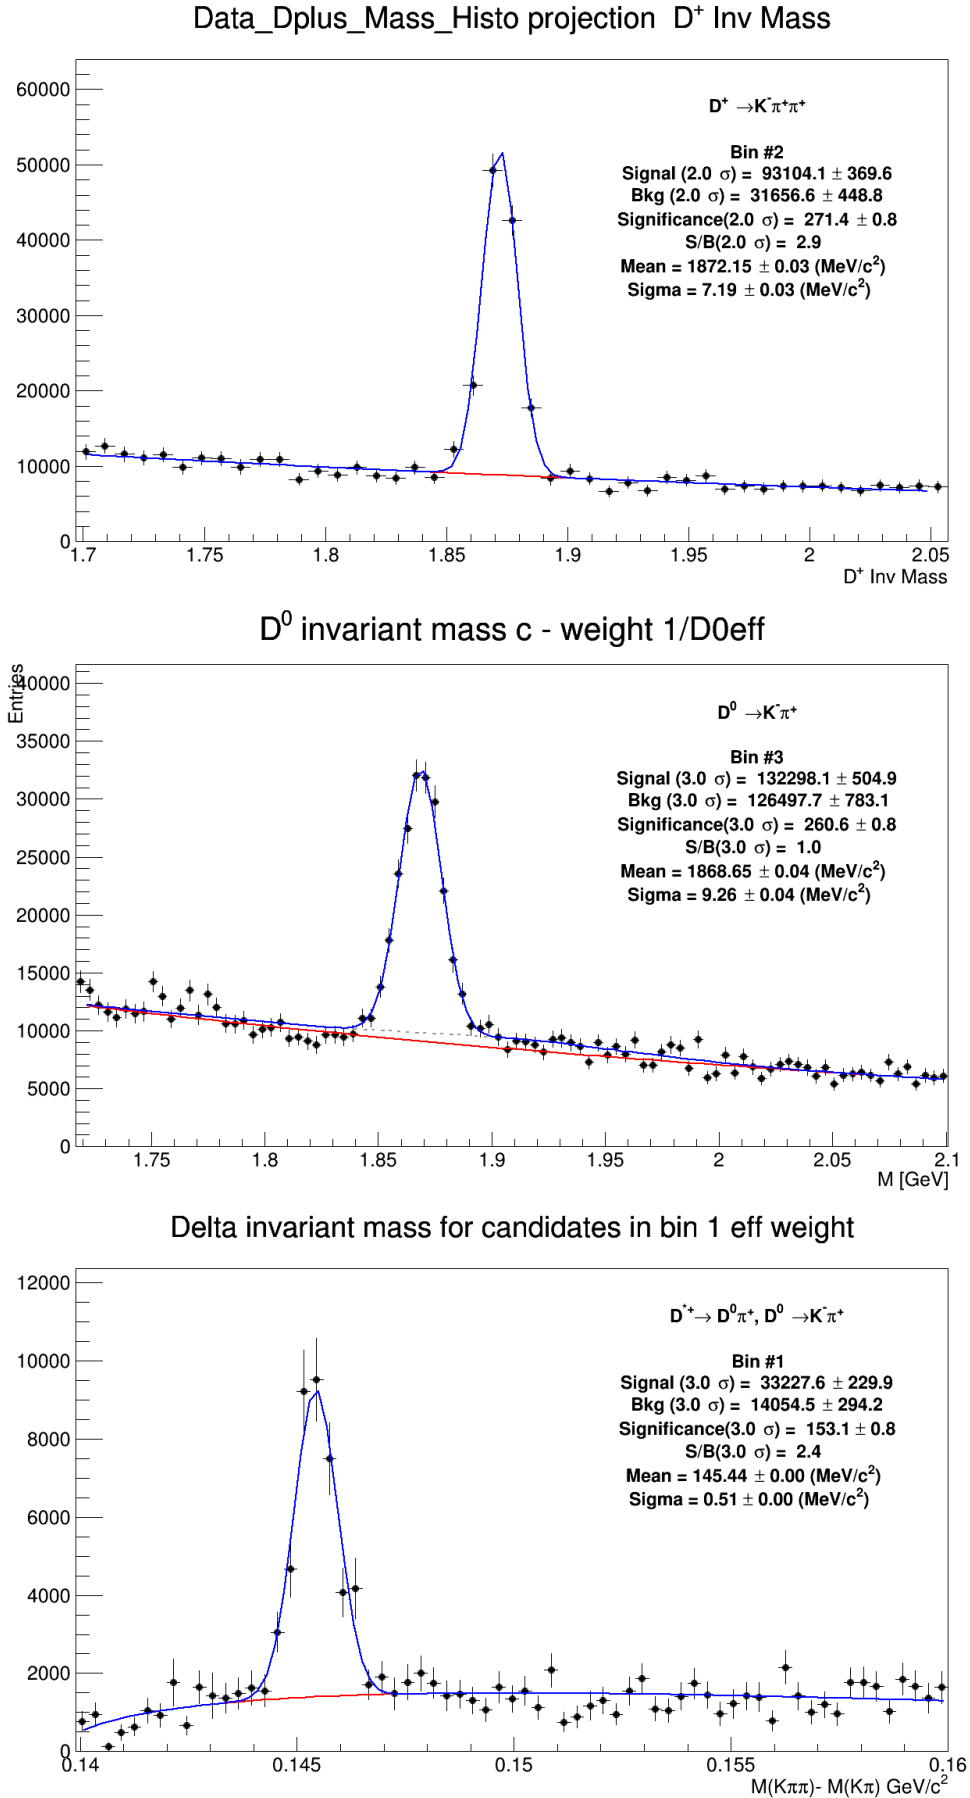 Data_Dplus_Mass_Histo projection D⁺ Inv Mass
60000
50000
40000
30000
20000
10000
0
D⁺ →K⁻π⁺π⁺
Bin #2
Signal (2.0 σ) = 93104.1 ± 369.6
Bkg (2.0 σ) = 31656.6 ± 448.8
Significance(2.0 σ) = 271.4 ± 0.8
S/B(2.0 σ) = 2.9
Mean = 1872.15 ± 0.03 (MeV/c²)
Sigma = 7.19 ± 0.03 (MeV/c²)
1.7 1.75 1.8 1.85 1.9 1.95 2 2.05
D⁺ Inv Mass
D⁰ invariant mass c - weight 1/D0eff
Entries
40000
35000
30000
25000
20000
15000
10000
5000
0
D⁰ →K⁻π⁺
Bin #3
Signal (3.0 σ) = 132298.1 ± 504.9
Bkg (3.0 σ) = 126497.7 ± 783.1
Significance(3.0 σ) = 260.6 ± 0.8
S/B(3.0 σ) = 1.0
Mean = 1868.65 ± 0.04 (MeV/c²)
Sigma = 9.26 ± 0.04 (MeV/c²)
1.75 1.8 1.85 1.9 1.95 2 2.05 2.1
M [GeV]
Delta invariant mass for candidates in bin 1 eff weight
12000
10000
8000
6000
4000
2000
0
D*⁺→ D⁰π⁺, D⁰ →K⁻π⁺
Bin #1
Signal (3.0 σ) = 33227.6 ± 229.9
Bkg (3.0 σ) = 14054.5 ± 294.2
Significance(3.0 σ) = 153.1 ± 0.8
S/B(3.0 σ) = 2.4
Mean = 145.44 ± 0.00 (MeV/c²)
Sigma = 0.51 ± 0.00 (MeV/c²)
0.14 0.145 0.15 0.155 0.16
M(Kππ)- M(Kπ) GeV/c²